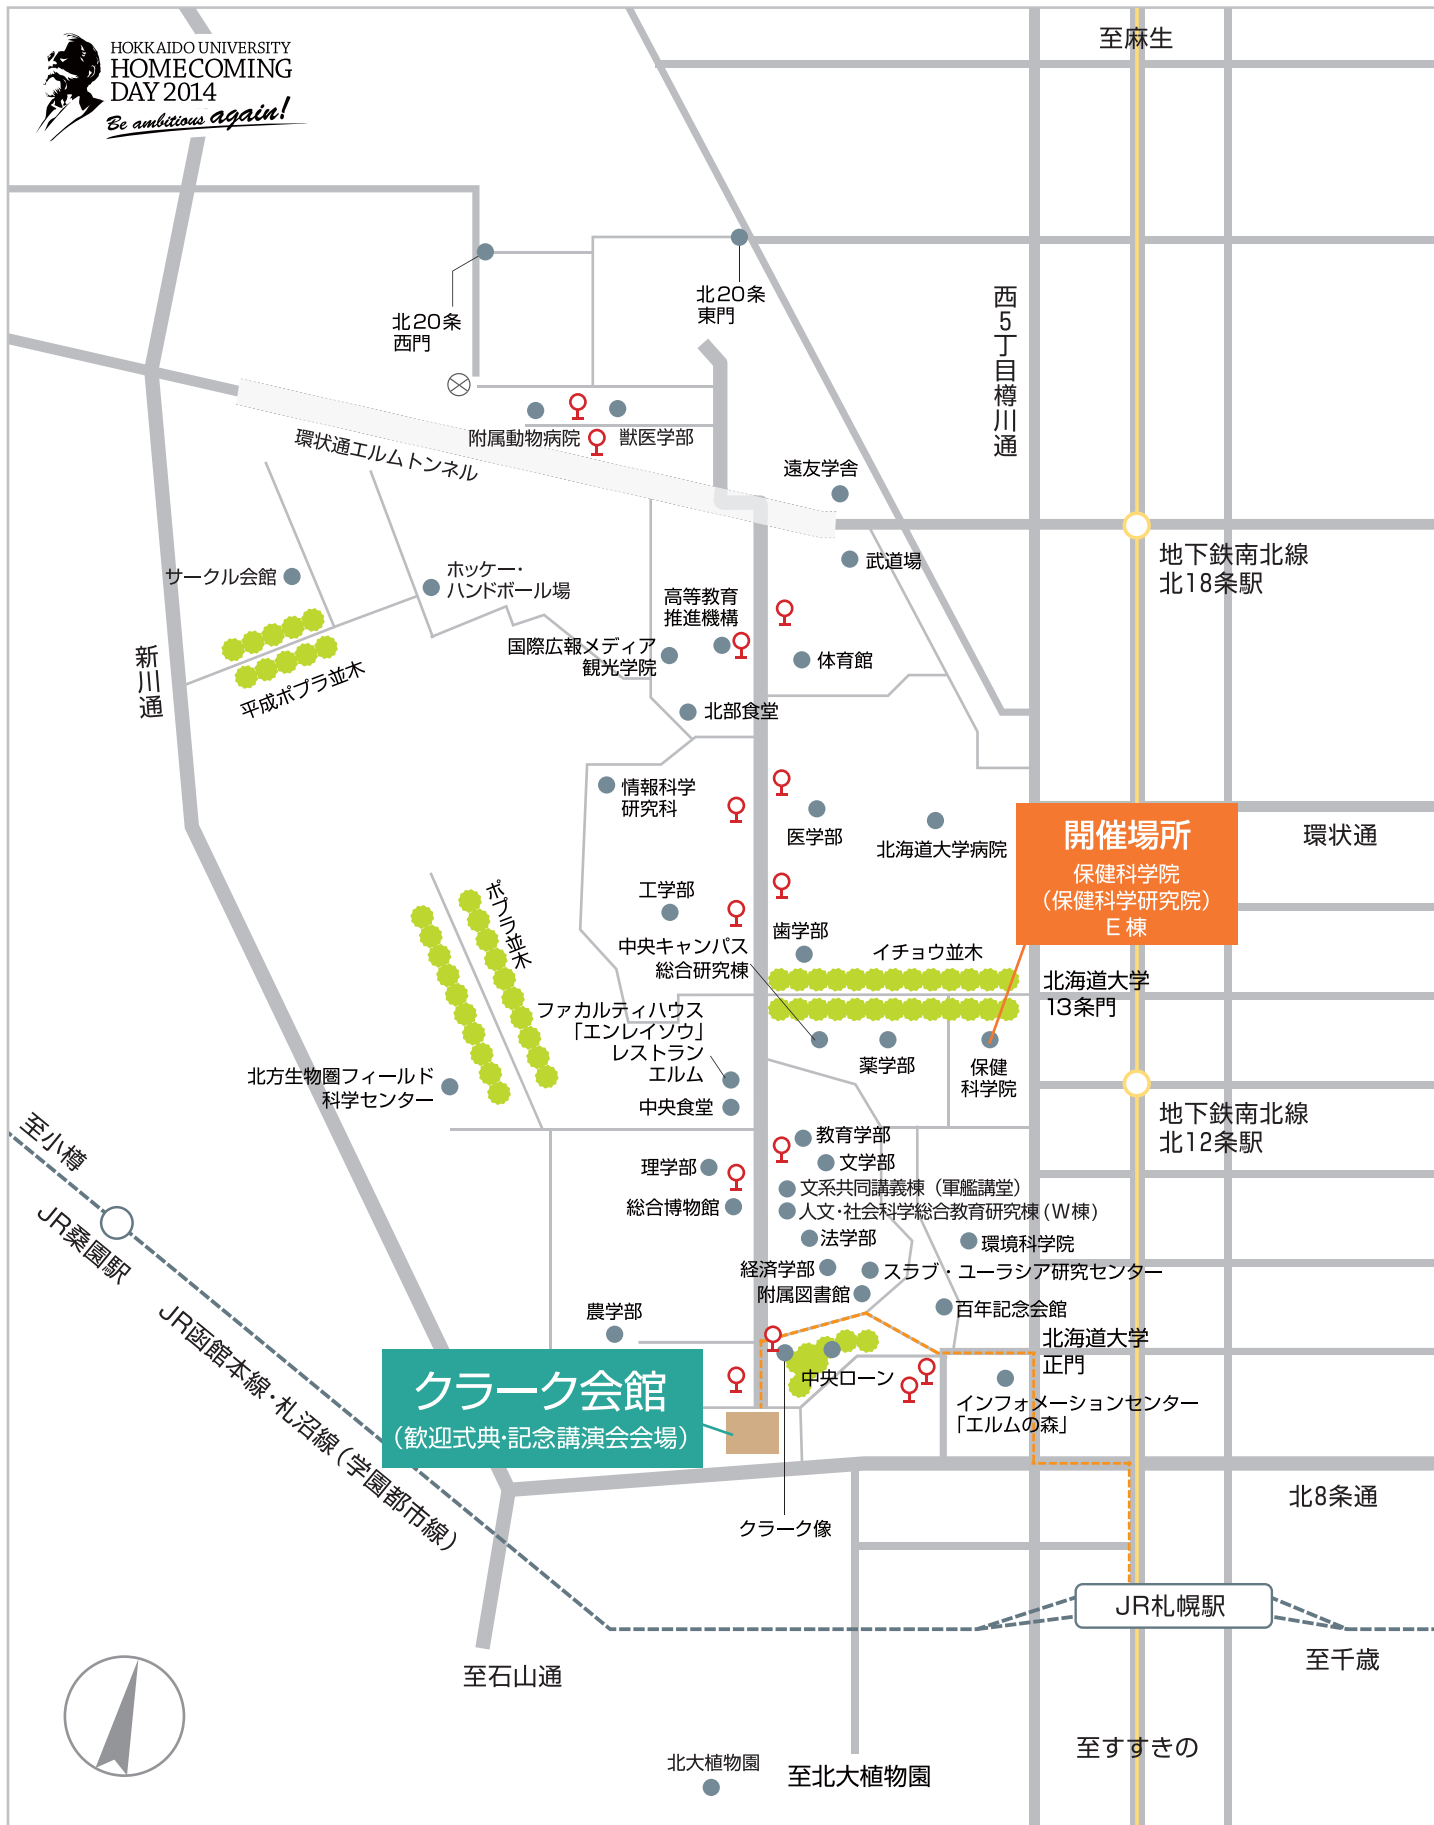 HOKKAIDO UNIVERSITY
HOMECOMING
DAY 2014
Be ambitious again!
至麻生
北20条
西門
北20条
東門
西5丁目樽川通
附属動物病院
獣医学部
環状通エルムトンネル
遠友学舎
武道場
地下鉄南北線
北18条駅
サークル会館
ホッケー・
ハンドボール場
高等教育
推進機構
国際広報メディア
観光学院
体育館
新川通
平成ポプラ並木
北部食堂
情報科学
研究科
医学部
北海道大学病院
開催場所
保健科学院
(保健科学研究院)
E棟
環状通
工学部
ポプラ並木
歯学部
中央キャンパス
総合研究棟
イチョウ並木
北海道大学
13条門
ファカルティハウス
「エンレイソウ」
レストラン
エルム
薬学部
保健
科学院
北方生物圏フィールド
科学センター
中央食堂
地下鉄南北線
北12条駅
至小樽
教育学部
文学部
理学部
文系共同講義棟(軍艦講堂)
総合博物館
人文・社会科学総合教育研究棟(W棟)
JR桑園駅
法学部
環境科学院
経済学部
スラブ・ユーラシア研究センター
附属図書館
百年記念会館
農学部
JR函館本線・札沼線(学園都市線)
北海道大学
正門
クラーク会館
(歓迎式典・記念講演会会場)
中央ローン
インフォメーションセンター
「エルムの森」
クラーク像
北8条通
JR札幌駅
至石山通
至千歳
至すすきの
北大植物園
至北大植物園